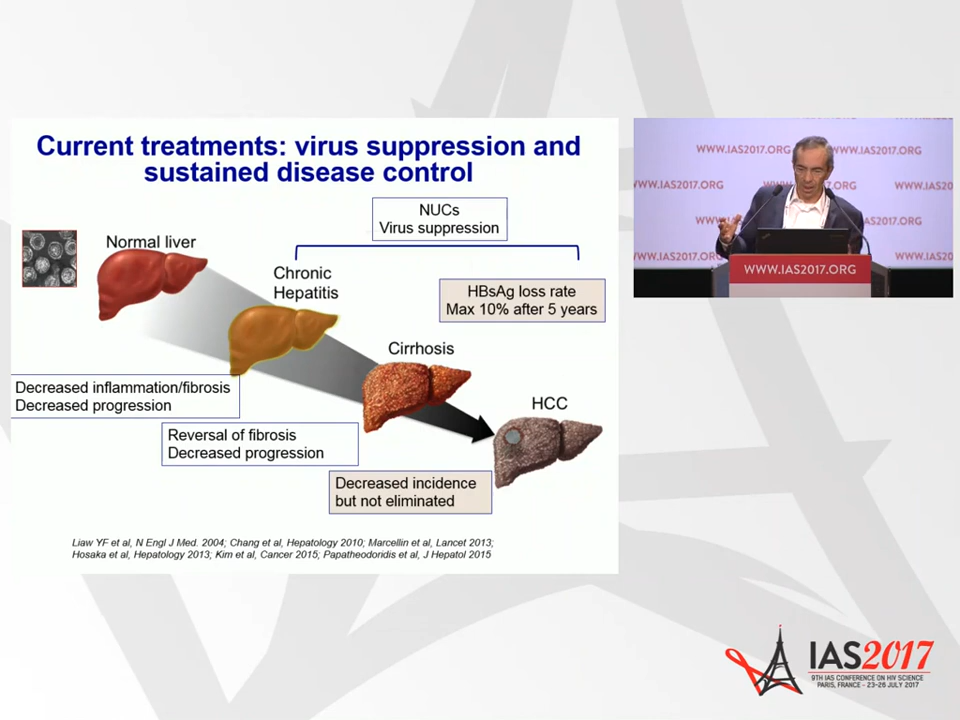 Current treatments: virus suppression and
sustained disease control
NUCs
Virus suppression
Normal liver
Chronic
Hepatitis
HBsAg loss rate
Max 10% after 5 years
Cirrhosis
HCC
Decreased inflammation/fibrosis
Decreased progression
Reversal of fibrosis
Decreased progression
Decreased incidence
but not eliminated
Liaw YF et al, N Engl J Med. 2004; Chang et al, Hepatology 2010; Marcellin et al, Lancet 2013;
Hosaka et al, Hepatology 2013; Kim et al, Cancer 2015; Papatheodoridis et al, J Hepatol 2015
WWW.IAS2017.ORG
WWW.IAS2017.ORG
WWW.IAS2017.ORG
WWW.IAS2017.ORG
IAS2017
9TH IAS CONFERENCE ON HIV SCIENCE
PARIS, FRANCE - 23-26 JULY 2017